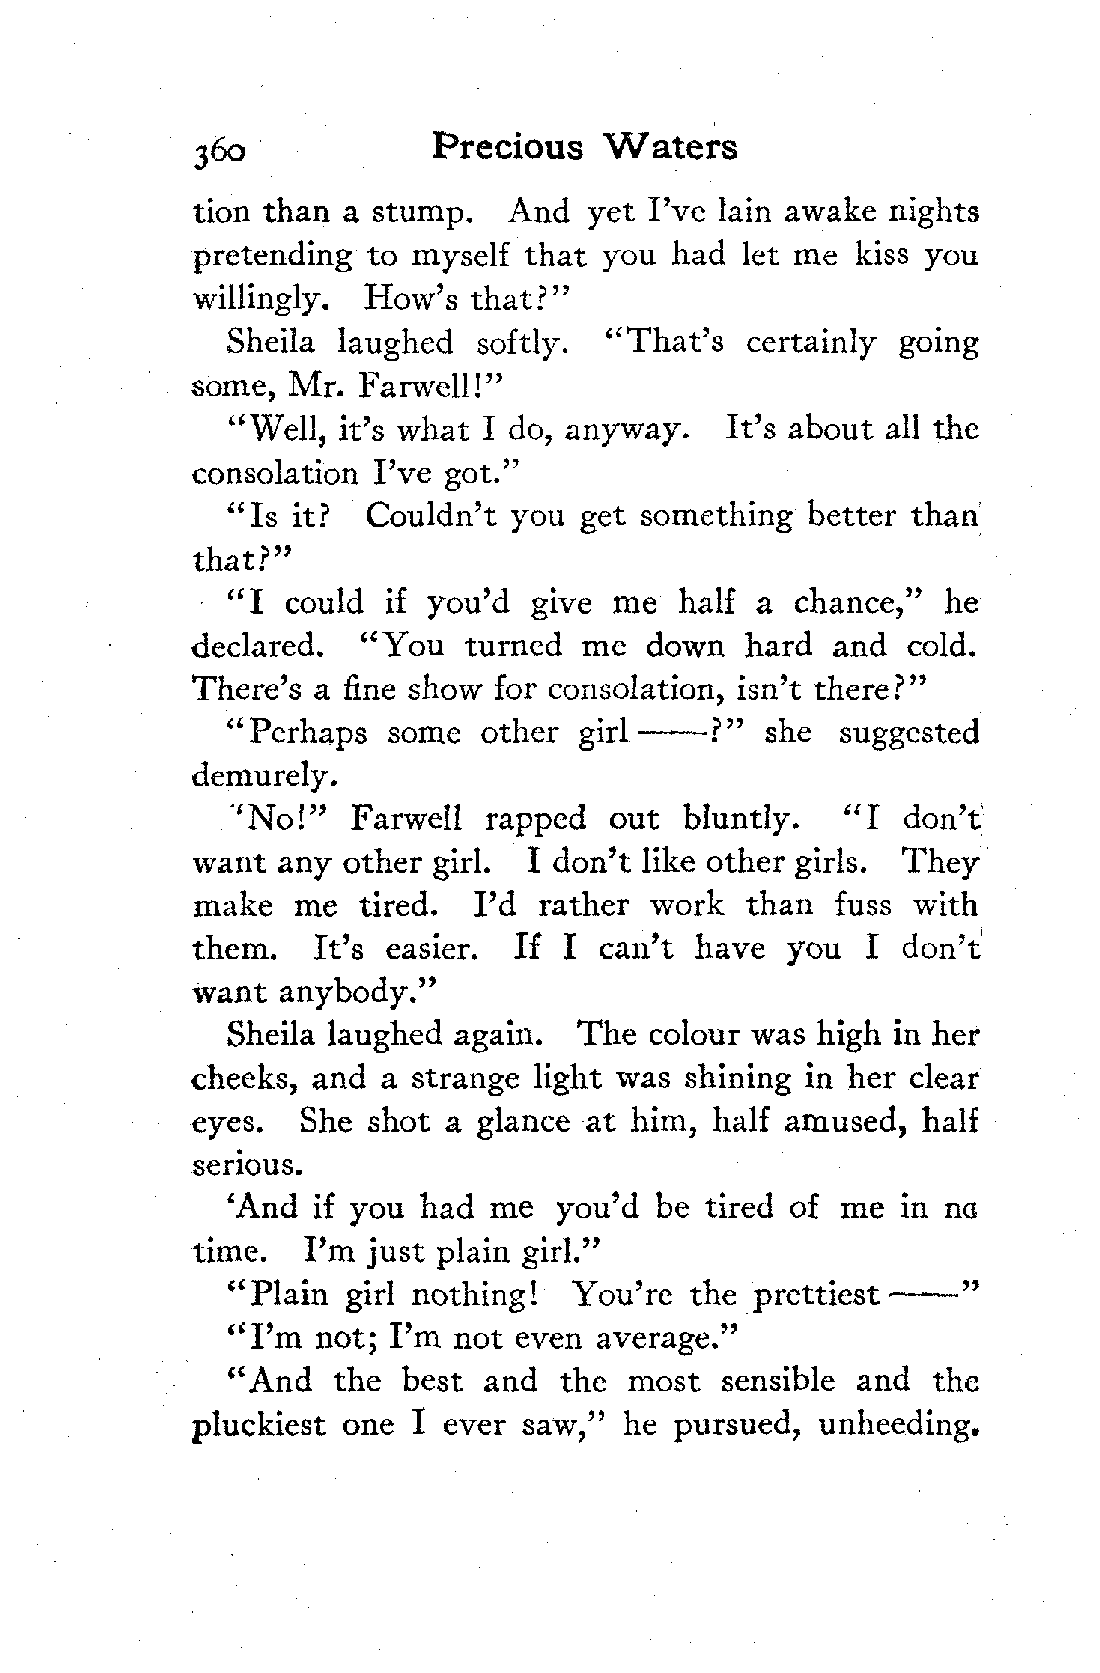 360 Precious Waters
tion than a stump. And yet I've lain awake nights
pretending to myself that you had let me kiss you
willingly. How's that?"
Sheila laughed softly. "That's certainly going
some, Mr. Farwell!"
"Well, it's what I do, anyway. It's about all the
consolation I've got."
"Is it? Couldn't you get something better than
that?"
"I could if you'd give me half a chance," he
declared. "You turned me down hard and cold.
There's a fine show for consolation, isn't there?"
"Perhaps some other girl——?" she suggested
demurely.
"No!" Farwell rapped out bluntly. "I don't
want any other girl. I don't like other girls. They
make me tired. I'd rather work than fuss with
them. It's easier. If I can't have you I don't
want anybody."
Sheila laughed again. The colour was high in her
cheeks, and a strange light was shining in her clear
eyes. She shot a glance at him, half amused, half
serious.
'And if you had me you'd be tired of me in no
time. I'm just plain girl."
"Plain girl nothing! You're the prettiest——"
"I'm not; I'm not even average."
"And the best and the most sensible and the
pluckiest one I ever saw," he pursued, unheeding.